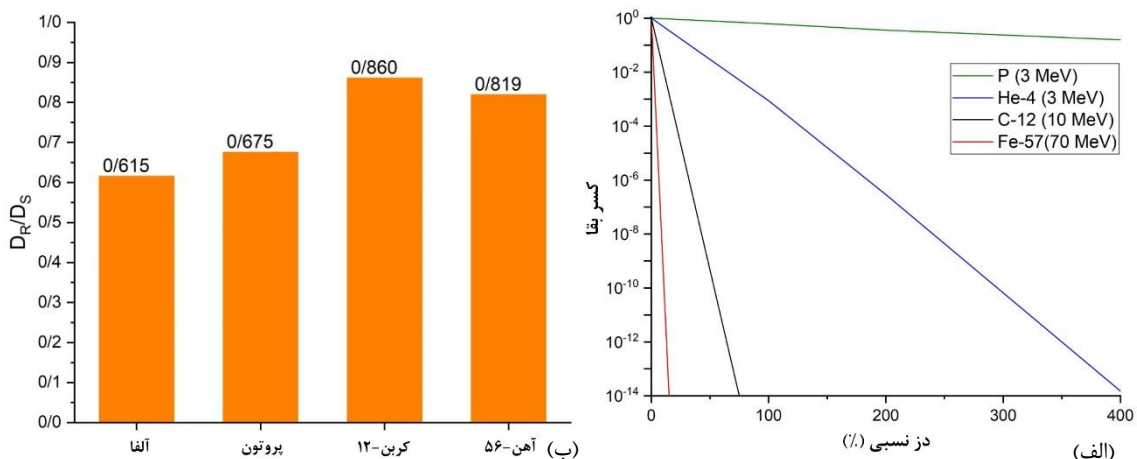 1/0
0/9
0/8
0/7
0/6
0/5
0/4
0/3
0/2
0/1
0/0
D_R/D_S
0/615
0/675
0/860
0/819
آلفا
پروتون
کربن-۱۲
آهن-۵۶
(ب)
10^0
10^-2
10^-4
10^-6
10^-8
10^-10
10^-12
10^-14
کسر بقا
P (3 MeV)
He-4 (3 MeV)
C-12 (10 MeV)
Fe-57(70 MeV)
0
100
200
300
400
دز نسبی (%)
(الف)